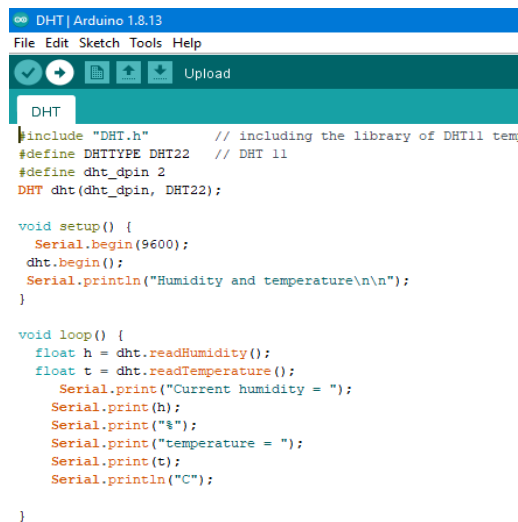 DHT | Arduino 1.8.13
File Edit Sketch Tools Help
Upload
DHT
#include "DHT.h"        // including the library of DHT11
#define DHTTYPE DHT22   // DHT 11
#define dht_dpin 2
DHT dht(dht_dpin, DHT22);
void setup() {
  Serial.begin(9600);
 dht.begin();
 Serial.println("Humidity and temperature\n\n");
}
void loop() {
  float h = dht.readHumidity();
  float t = dht.readTemperature();
     Serial.print("Current humidity = ");
    Serial.print(h);
    Serial.print("%");
    Serial.print("temperature = ");
    Serial.print(t);
    Serial.println("C");
}